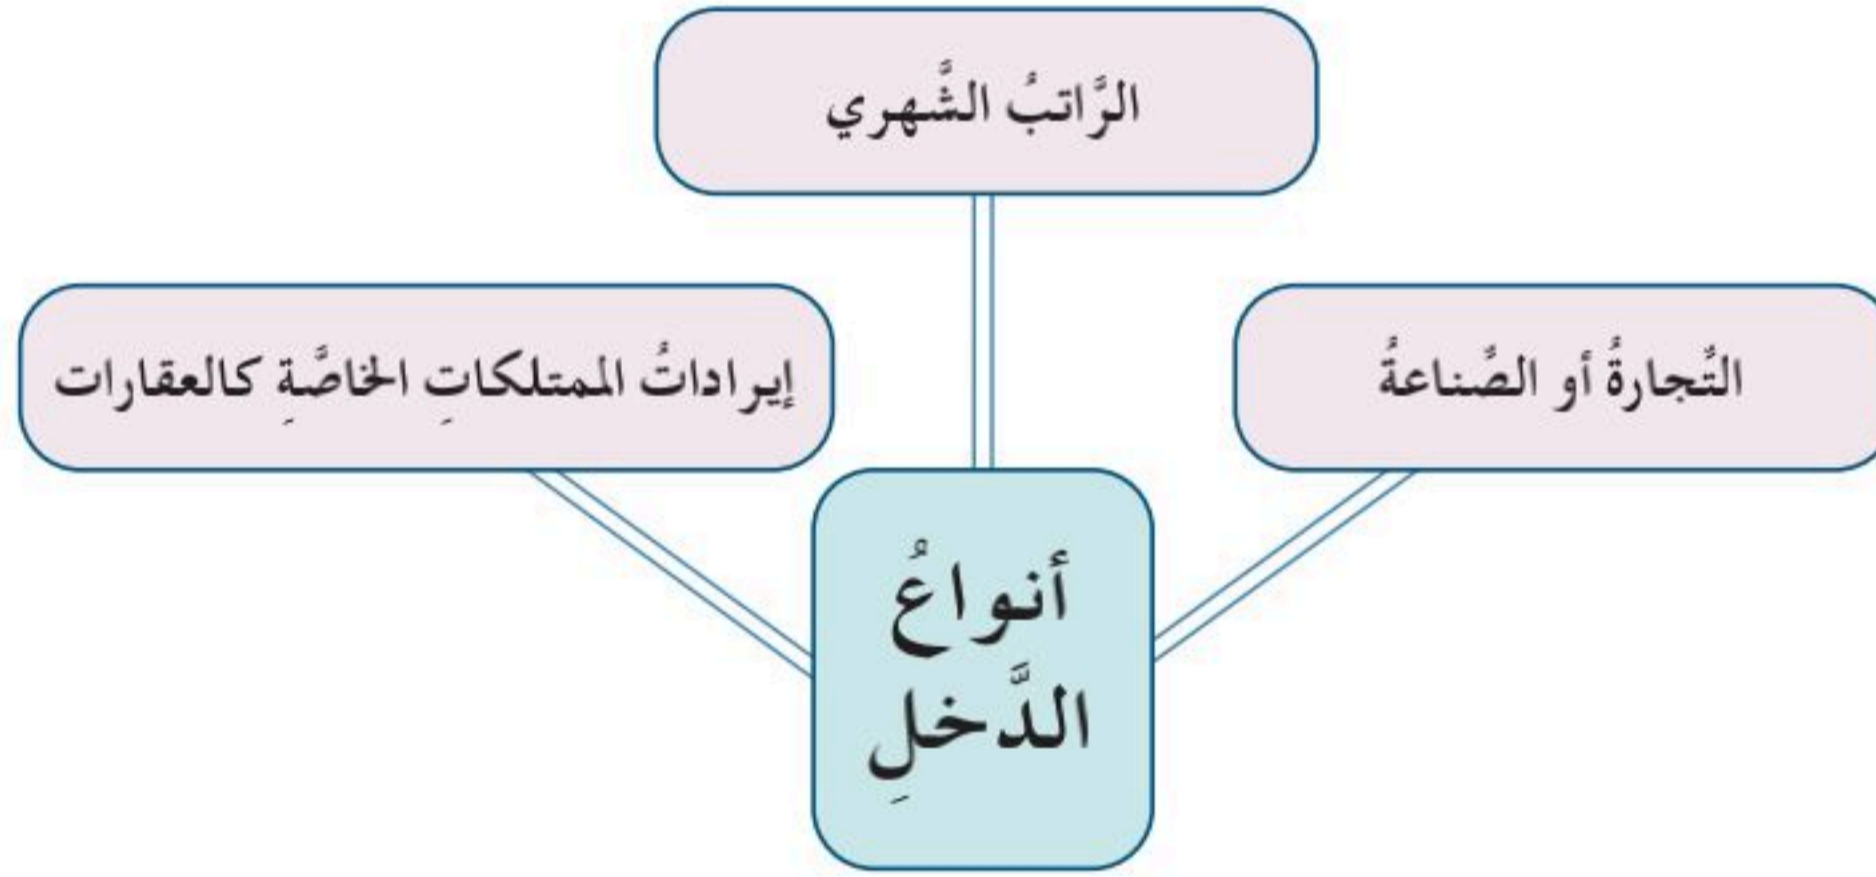 الرَّاتبُ الشَّهري
التِّجارةُ أو الصِّناعةُ
إيراداتُ الممتلكاتِ الخاصَّةِ كالعقارات
أنواعُ
الدَّخلِ